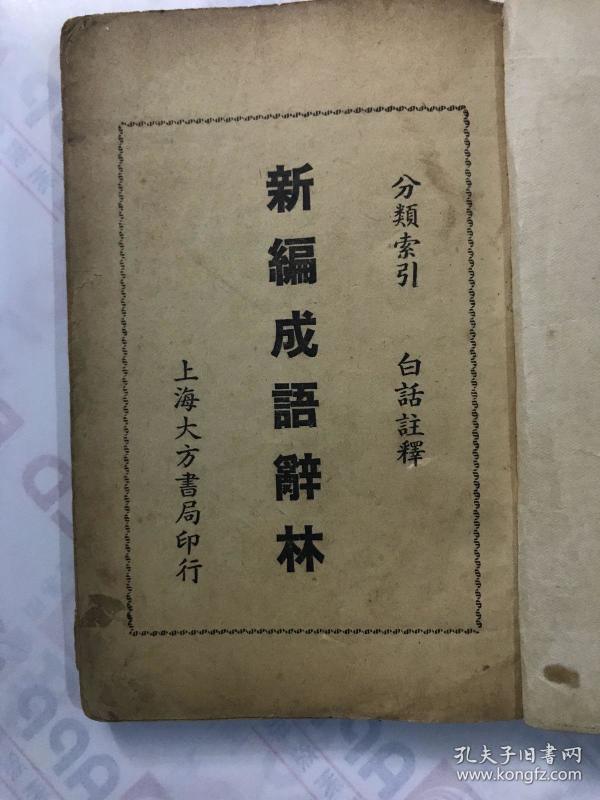 分類索引 白話註釋
新編成語辭林
上海大方書局印行
孔夫子旧书网
www.kongfz.com